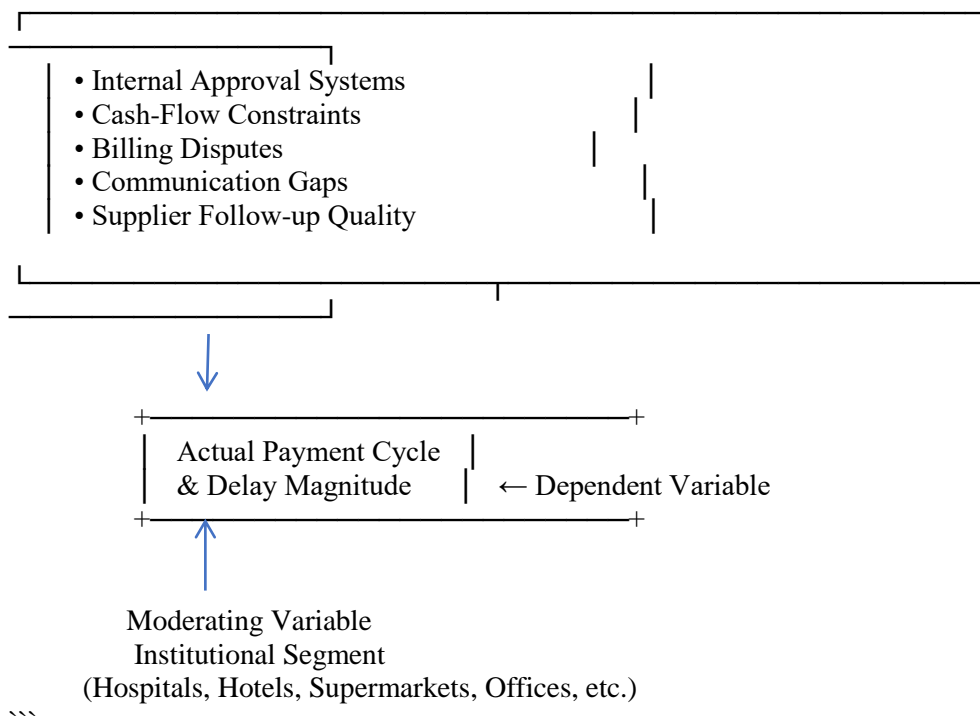 • Internal Approval Systems
• Cash-Flow Constraints
• Billing Disputes
• Communication Gaps
• Supplier Follow-up Quality
Actual Payment Cycle
& Delay Magnitude ← Dependent Variable
Moderating Variable
Institutional Segment
(Hospitals, Hotels, Supermarkets, Offices, etc.)
```